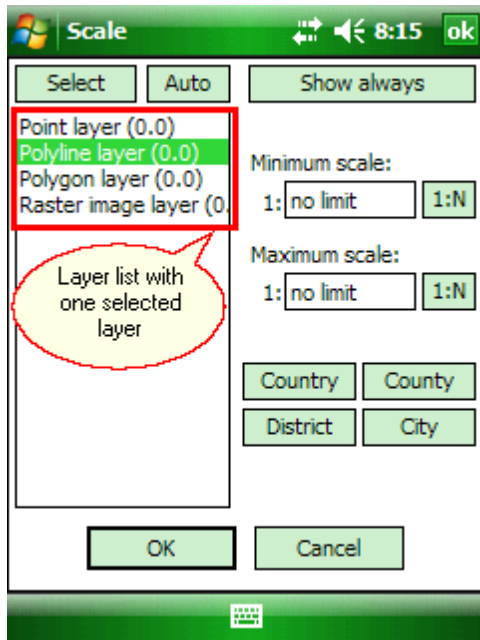 Scale 8:15 ok
Select Auto Show always
Point layer (0.0)
Polyline layer (0.0)
Polygon layer (0.0)
Raster image layer (0.
Minimum scale:
1: no limit 1:N
Maximum scale:
1: no limit 1:N
Layer list with
one selected
layer
Country County
District City
OK Cancel